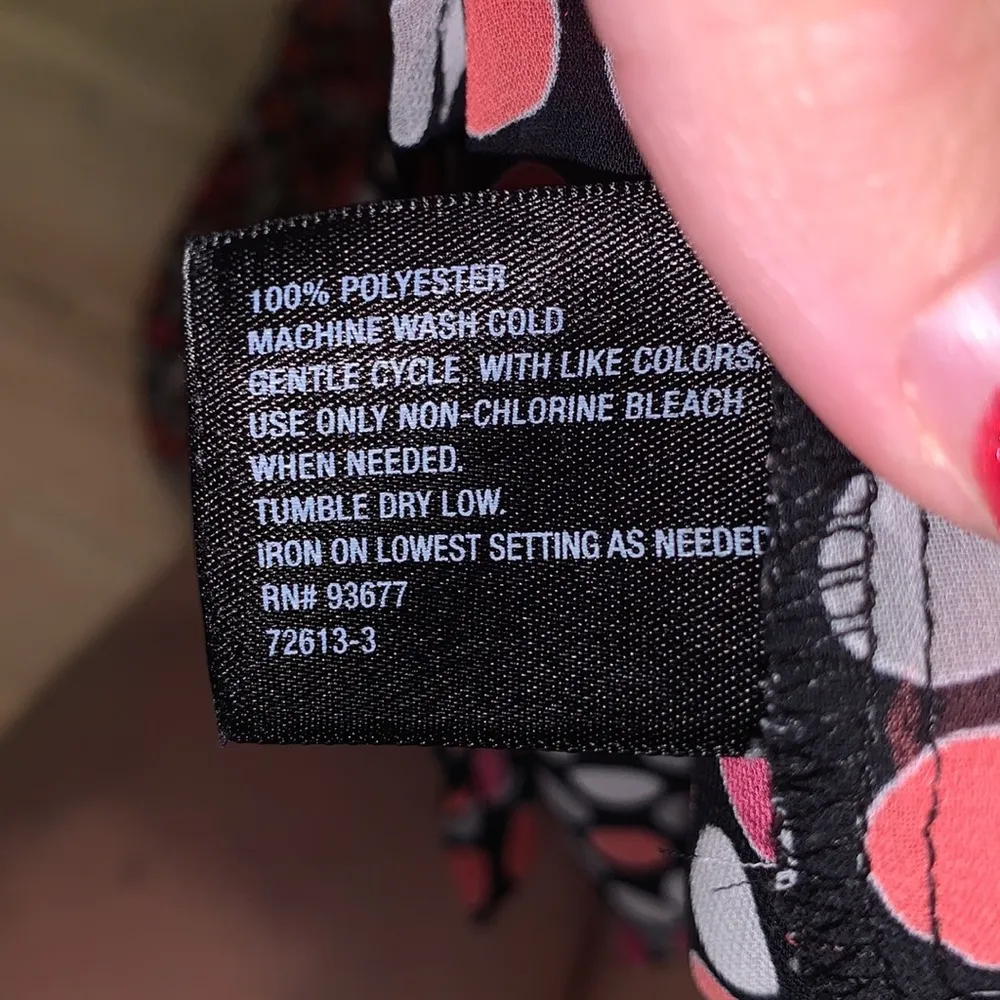 100% POLYESTER
MACHINE WASH COLD
GENTLE CYCLE. WITH LIKE COLORS.
USE ONLY NON-CHLORINE BLEACH
WHEN NEEDED.
TUMBLE DRY LOW.
IRON ON LOWEST SETTING AS NEEDED
RN# 93677
72613-3